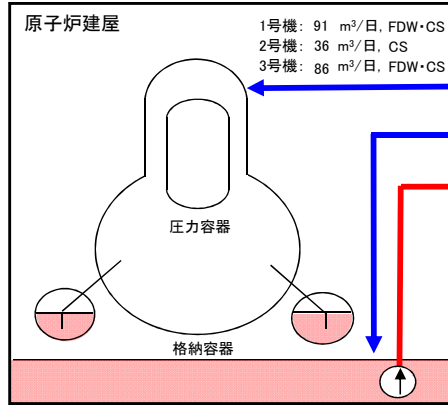 原子炉建屋
1号機: 91 m³/日, FDW・CS
2号機: 36 m³/日, CS
3号機: 86 m³/日, FDW・CS
圧力容器
格納容器